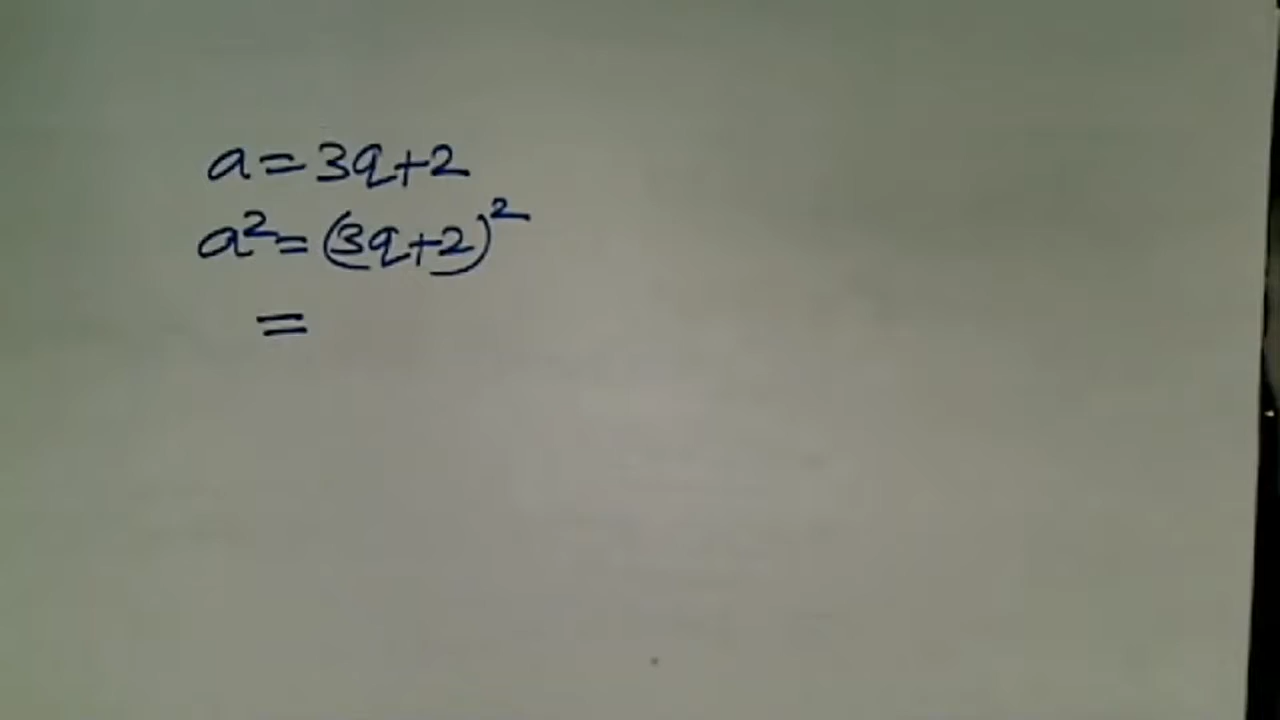 a=3q+2
a²=(3q+2)²
=